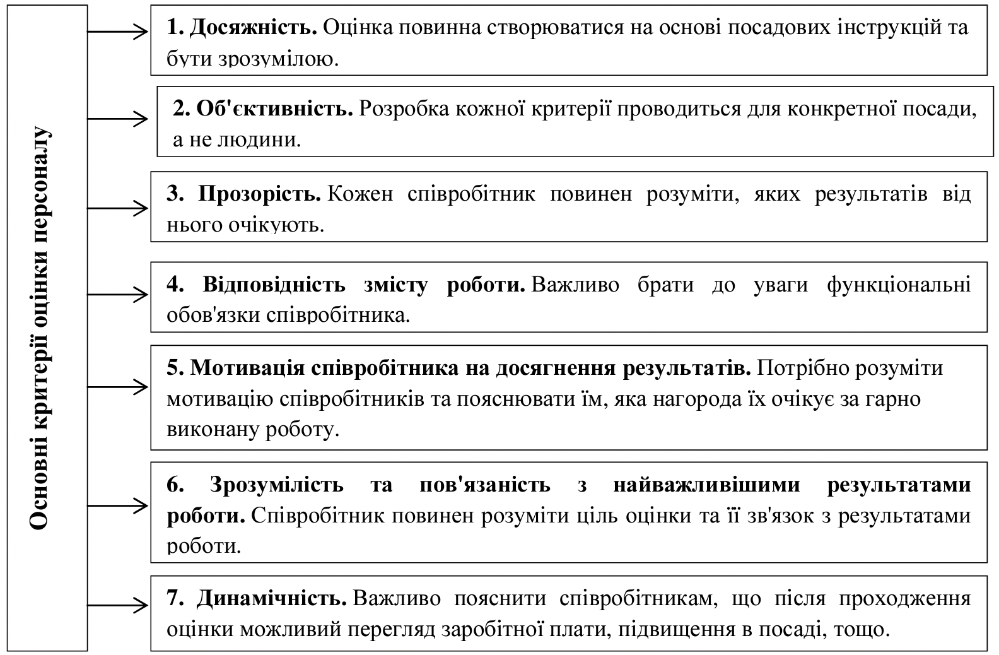 Основні критерії оцінки персоналу
1. Досяжність. Оцінка повинна створюватися на основі посадових інструкцій та
бути зрозумілою.
2. Об'єктивність. Розробка кожної критерії проводиться для конкретної посади,
а не людини.
3. Прозорість. Кожен співробітник повинен розуміти, яких результатів від
нього очікують.
4. Відповідність змісту роботи. Важливо брати до уваги функціональні
обов'язки співробітника.
5. Мотивація співробітника на досягнення результатів. Потрібно розуміти
мотивацію співробітників та пояснювати їм, яка нагорода їх очікує за гарно
виконану роботу.
6. Зрозумілість та пов'язаність з найважливішими результатами
роботи. Співробітник повинен розуміти ціль оцінки та її зв'язок з результатами
роботи.
7. Динамічність. Важливо пояснити співробітникам, що після проходження
оцінки можливий перегляд заробітної плати, підвищення в посаді, тощо.